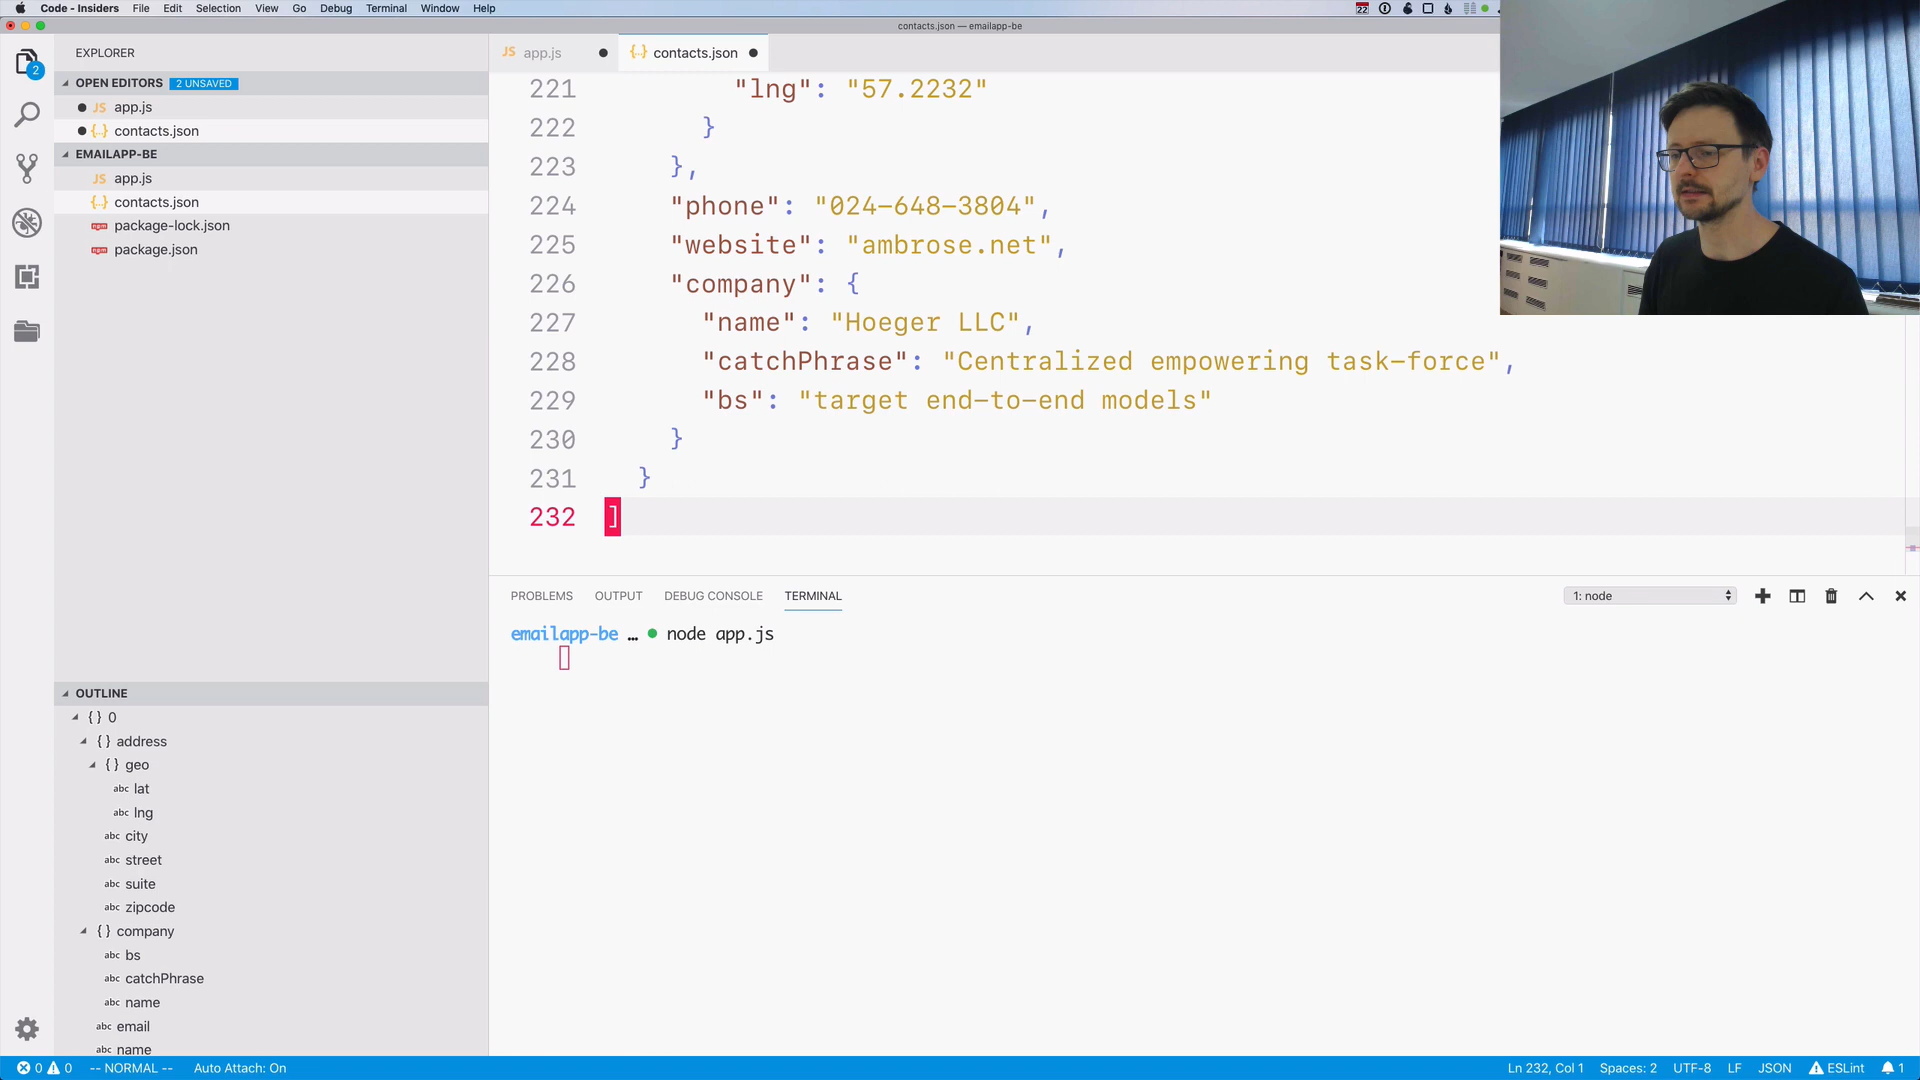 Code - Insiders File Edit Selection View Go Debug Terminal Window Help
22
contacts.json — emailapp-be
EXPLORER
OPEN EDITORS 2 UNSAVED
JS app.js
{..} contacts.json
EMAILAPP-BE
JS app.js
{..} contacts.json
npm package-lock.json
npm package.json
2
OUTLINE
{} 0
{} address
{} geo
abc lat
abc lng
abc city
abc street
abc suite
abc zipcode
{} company
abc bs
abc catchPhrase
abc name
abc email
abc name
JS app.js
{..} contacts.json
221 "lng": "57.2232"
222 }
223 },
224 "phone": "024-648-3804",
225 "website": "ambrose.net",
226 "company": {
227 "name": "Hoeger LLC",
228 "catchPhrase": "Centralized empowering task-force",
229 "bs": "target end-to-end models"
230 }
231 }
232 ]
PROBLEMS OUTPUT DEBUG CONSOLE TERMINAL
1: node
emailapp-be … ● node app.js
0 0 -- NORMAL -- Auto Attach: On
Ln 232, Col 1 Spaces: 2 UTF-8 LF JSON ESLint 1